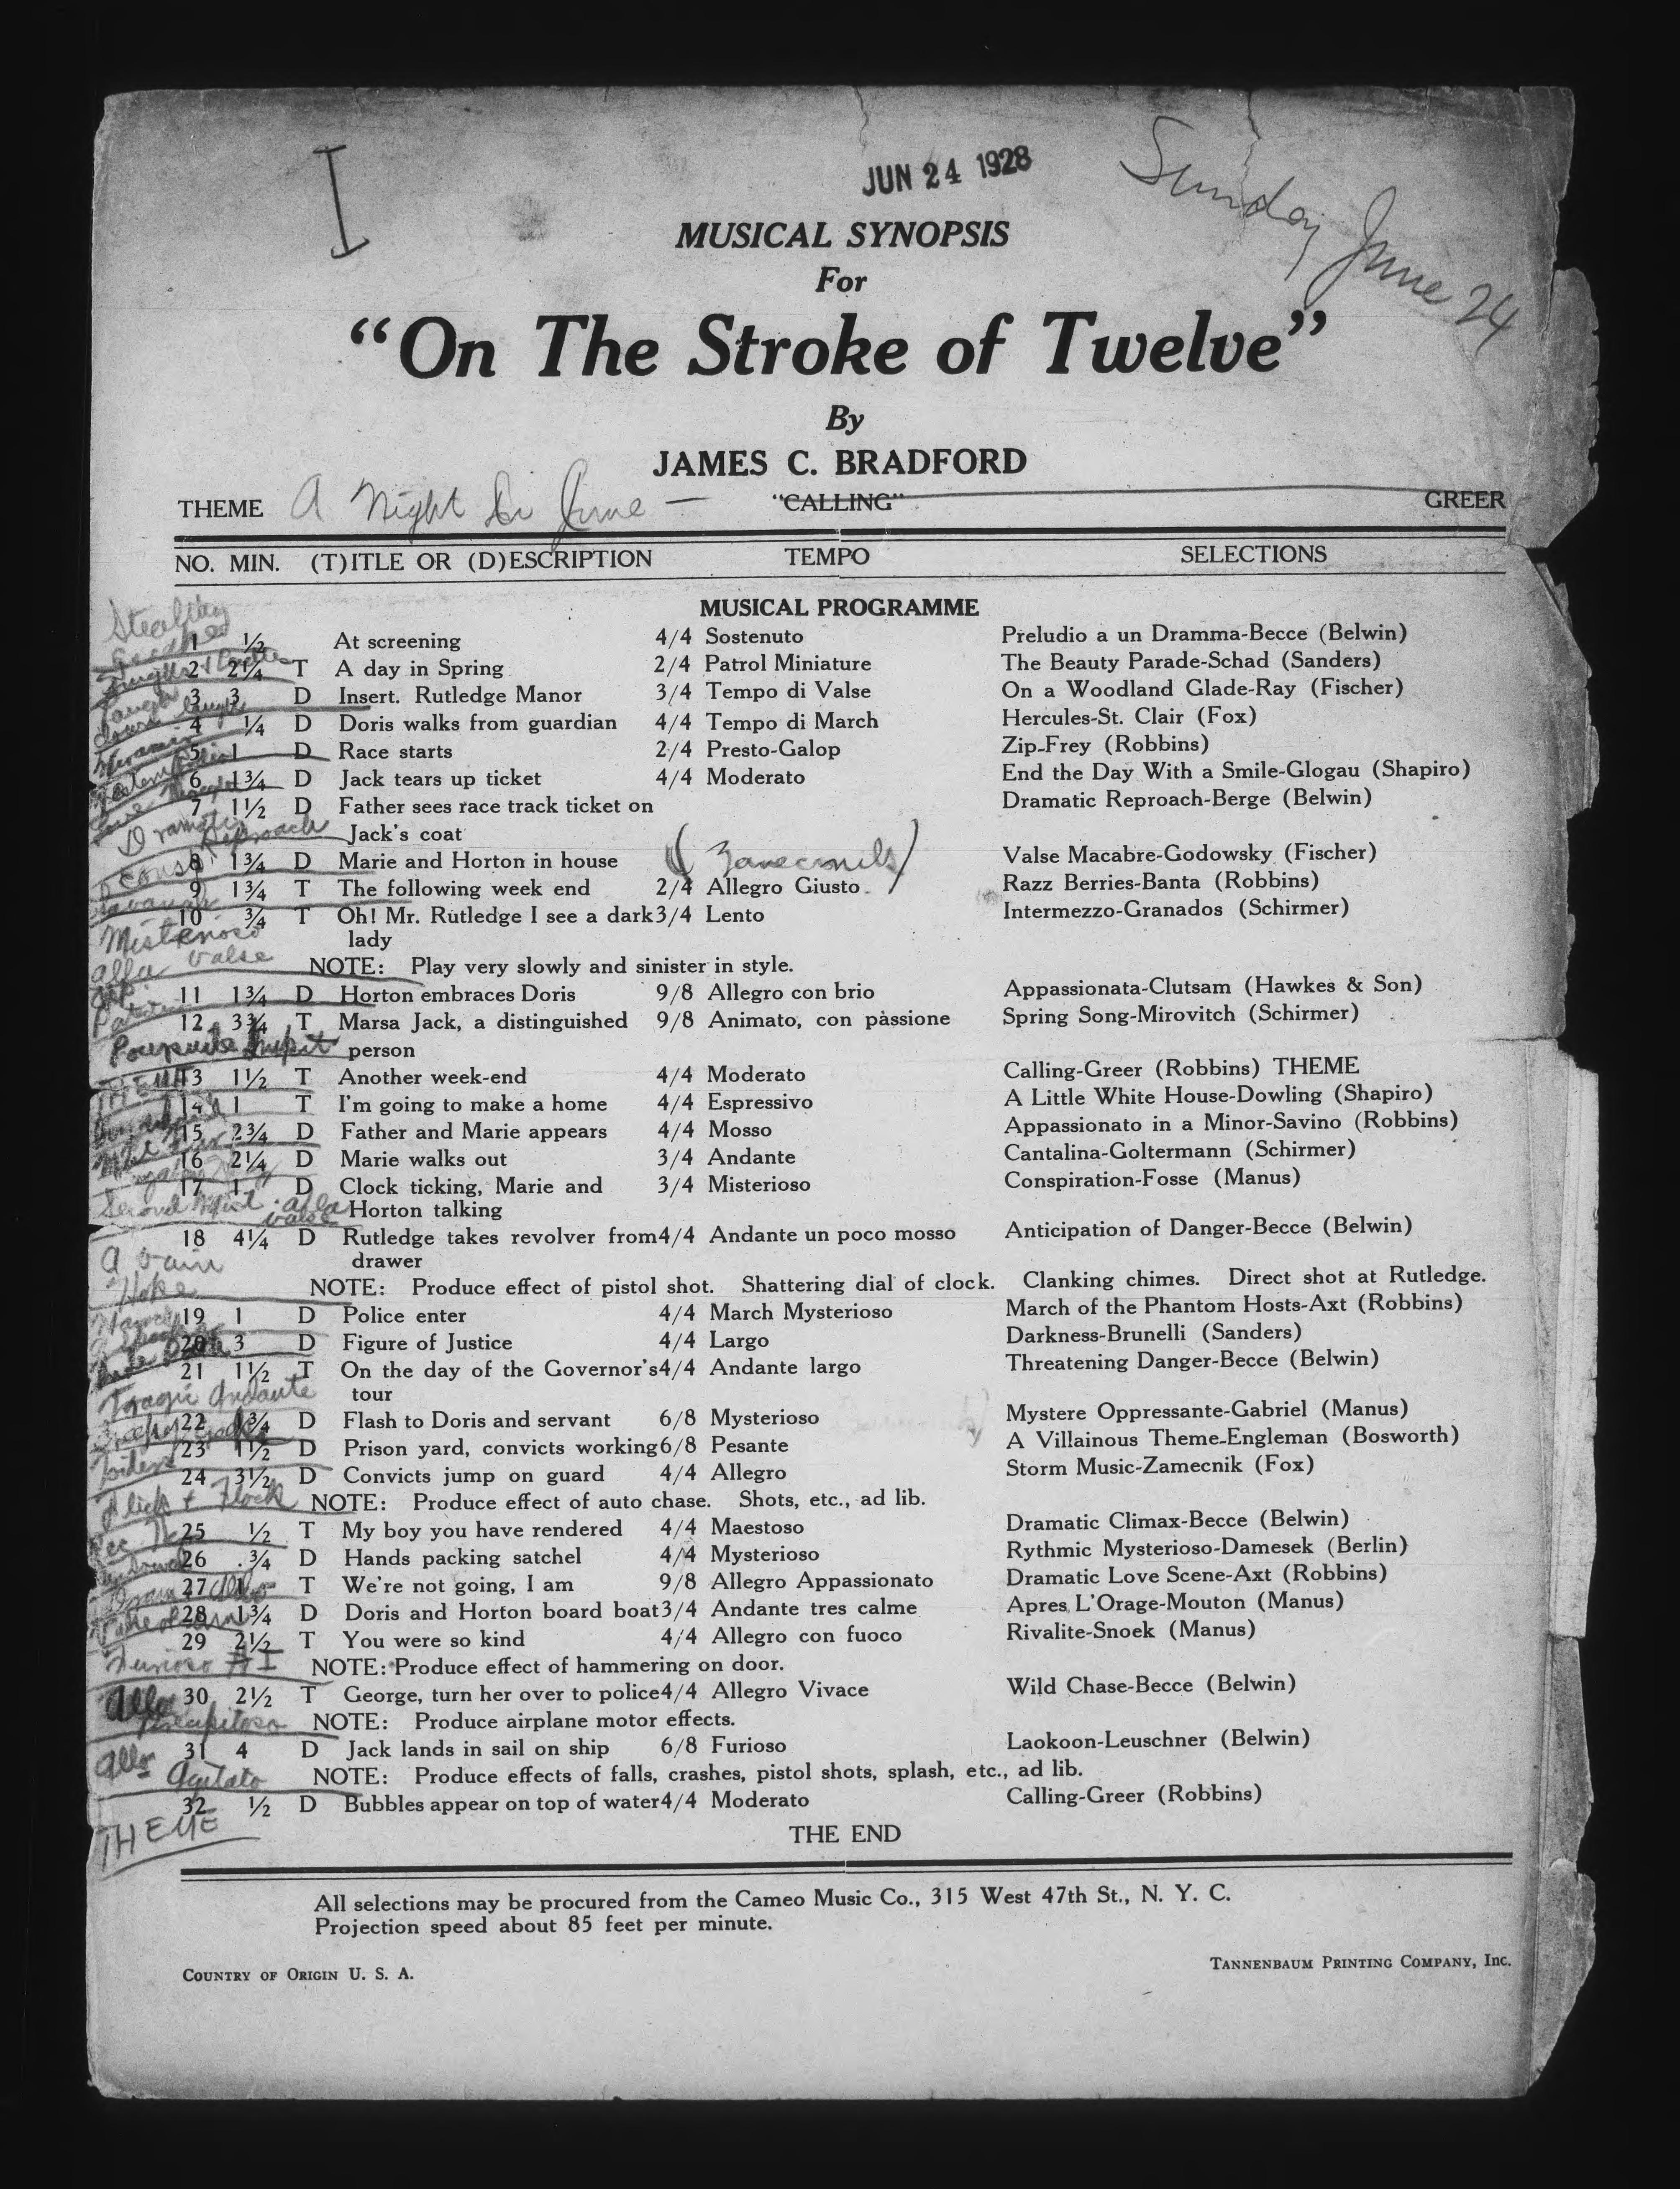 I
JUN 24 1928
Sunday June 24
MUSICAL SYNOPSIS
For
"On The Stroke of Twelve"
By
JAMES C. BRADFORD
THEME A Night In June — "CALLING" GREER
NO. MIN. (T)ITLE OR (D)ESCRIPTION TEMPO SELECTIONS
MUSICAL PROGRAMME
1 ½ At screening 4/4 Sostenuto Preludio a un Dramma-Becce (Belwin)
2 2¼ T A day in Spring 2/4 Patrol Miniature The Beauty Parade-Schad (Sanders)
3 3 D Insert. Rutledge Manor 3/4 Tempo di Valse On a Woodland Glade-Ray (Fischer)
4 ¼ D Doris walks from guardian 4/4 Tempo di March Hercules-St. Clair (Fox)
5 1 D Race starts 2/4 Presto-Galop Zip-Frey (Robbins)
6 1¾ D Jack tears up ticket 4/4 Moderato End the Day With a Smile-Glogau (Shapiro)
7 1½ D Father sees race track ticket on Dramatic Reproach-Berge (Belwin)
Dramatic Reproach Jack's coat
8 1¾ D Marie and Horton in house Valse Macabre-Godowsky (Fischer)
9 1¾ T The following week end 2/4 Allegro Giusto Razz Berries-Banta (Robbins)
10 ¾ T Oh! Mr. Rutledge I see a dark 3/4 Lento Intermezzo-Granados (Schirmer)
Misterioso lady
alla Valse NOTE: Play very slowly and sinister in style.
11 1¾ D Horton embraces Doris 9/8 Allegro con brio Appassionata-Clutsam (Hawkes & Son)
12 3¾ T Marsa Jack, a distinguished 9/8 Animato, con passione Spring Song-Mirovitch (Schirmer)
person
THEME 13 1½ T Another week-end 4/4 Moderato Calling-Greer (Robbins) THEME
14 1 T I'm going to make a home 4/4 Espressivo A Little White House-Dowling (Shapiro)
15 2¾ D Father and Marie appears 4/4 Mosso Appassionato in a Minor-Savino (Robbins)
16 2¼ D Marie walks out 3/4 Andante Cantalina-Goltermann (Schirmer)
17 1 D Clock ticking, Marie and 3/4 Misterioso Conspiration-Fosse (Manus)
alla valse Horton talking
18 4¼ D Rutledge takes revolver from 4/4 Andante un poco mosso Anticipation of Danger-Becce (Belwin)
A Vain drawer
Hope NOTE: Produce effect of pistol shot. Shattering dial of clock. Clanking chimes. Direct shot at Rutledge.
19 1 D Police enter 4/4 March Mysterioso March of the Phantom Hosts-Axt (Robbins)
20 3 D Figure of Justice 4/4 Largo Darkness-Brunelli (Sanders)
21 1½ T On the day of the Governor's 4/4 Andante largo Threatening Danger-Becce (Belwin)
Tragic Andante tour
22 1¾ D Flash to Doris and servant 6/8 Mysterioso Mystere Oppressante-Gabriel (Manus)
23 1½ D Prison yard, convicts working 6/8 Pesante A Villainous Theme-Engleman (Bosworth)
24 3½ D Convicts jump on guard 4/4 Allegro Storm Music-Zamecnik (Fox)
NOTE: Produce effect of auto chase. Shots, etc., ad lib.
25 ½ T My boy you have rendered 4/4 Maestoso Dramatic Climax-Becce (Belwin)
26 ¾ D Hands packing satchel 4/4 Mysterioso Rythmic Mysterioso-Damesek (Berlin)
27 1 T We're not going, I am 9/8 Allegro Appassionato Dramatic Love Scene-Axt (Robbins)
28 1¾ D Doris and Horton board boat 3/4 Andante tres calme Apres L'Orage-Mouton (Manus)
29 2½ T You were so kind 4/4 Allegro con fuoco Rivalite-Snoek (Manus)
Furioso # I NOTE: Produce effect of hammering on door.
Allo 30 2½ T George, turn her over to police 4/4 Allegro Vivace Wild Chase-Becce (Belwin)
Precipitoso NOTE: Produce airplane motor effects.
31 4 D Jack lands in sail on ship 6/8 Furioso Laokoon-Leuschner (Belwin)
Allo Agitato NOTE: Produce effects of falls, crashes, pistol shots, splash, etc., ad lib.
32 ½ D Bubbles appear on top of water 4/4 Moderato Calling-Greer (Robbins)
THEME
THE END
All selections may be procured from the Cameo Music Co., 315 West 47th St., N. Y. C.
Projection speed about 85 feet per minute.
COUNTRY OF ORIGIN U. S. A. TANNENBAUM PRINTING COMPANY, Inc.